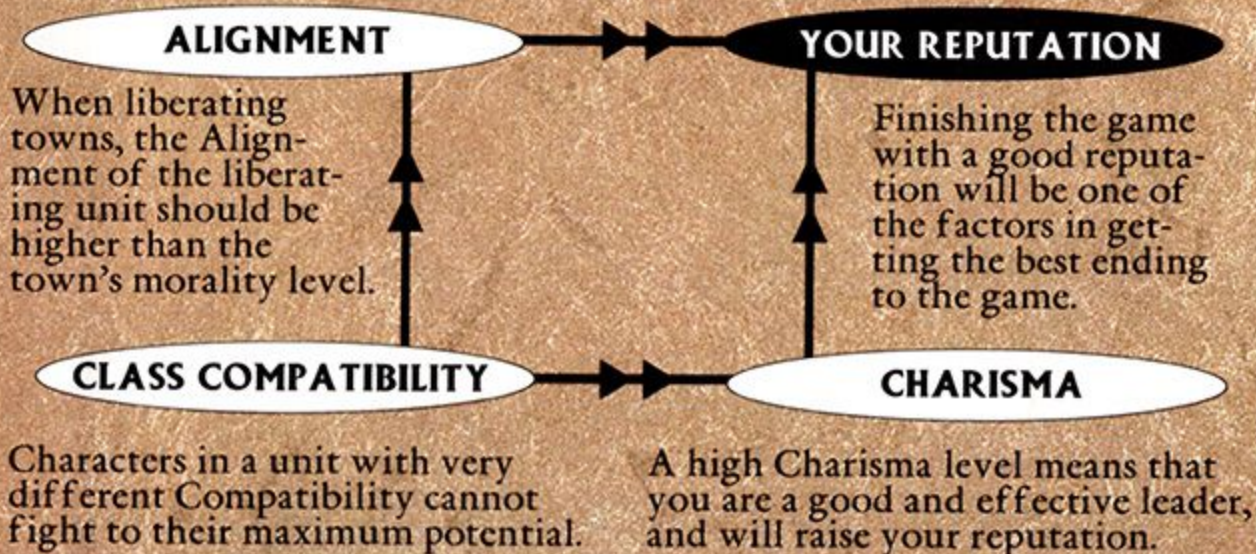 ALIGNMENT
YOUR REPUTATION
When liberating
towns, the Align-
ment of the liberat-
ing unit should be
higher than the
town's morality level.
Finishing the game
with a good reputa-
tion will be one of
the factors in get-
ting the best ending
to the game.
CLASS COMPATIBILITY
CHARISMA
Characters in a unit with very
different Compatibility cannot
fight to their maximum potential.
A high Charisma level means that
you are a good and effective leader,
and will raise your reputation.